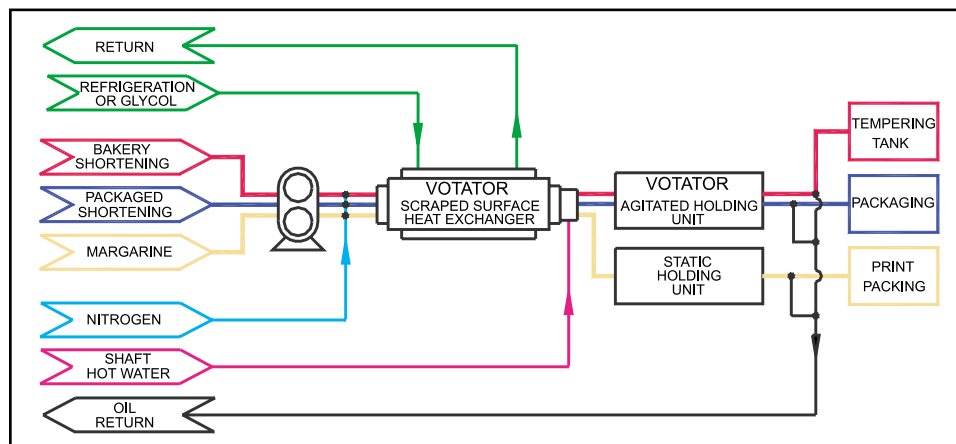 RETURN
REFRIGERATION
OR GLYCOL
BAKERY
SHORTENING
PACKAGED
SHORTENING
MARGARINE
NITROGEN
SHAFT
HOT WATER
OIL
RETURN
VOTATOR
SCRAPED SURFACE
HEAT EXCHANGER
VOTATOR
AGITATED HOLDING
UNIT
STATIC
HOLDING
UNIT
TEMPERING
TANK
PACKAGING
PRINT
PACKING